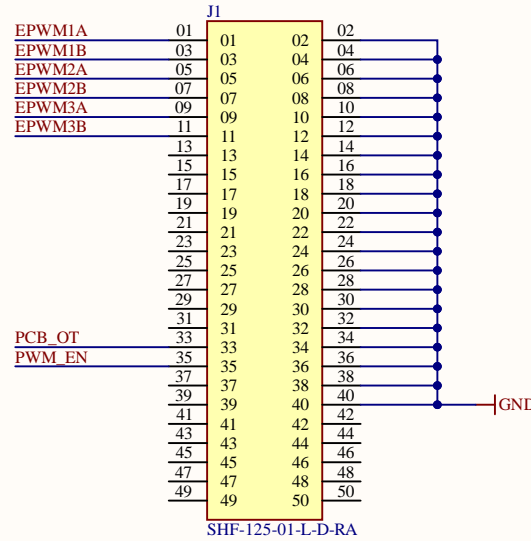 J1
EPWM1A 01 01 02 02
EPWM1B 03 03 04 04
EPWM2A 05 05 06 06
EPWM2B 07 07 08 08
EPWM3A 09 09 10 10
EPWM3B 11 11 12 12
13 13 14 14
15 15 16 16
17 17 18 18
19 19 20 20
21 21 22 22
23 23 24 24
25 25 26 26
27 27 28 28
29 29 30 30
31 31 32 32
PCB_OT 33 33 34 34
PWM_EN 35 35 36 36
37 37 38 38
39 39 40 40 GND
41 41 42 42
43 43 44 44
45 45 46 46
47 47 48 48
49 49 50 50
SHF-125-01-L-D-RA